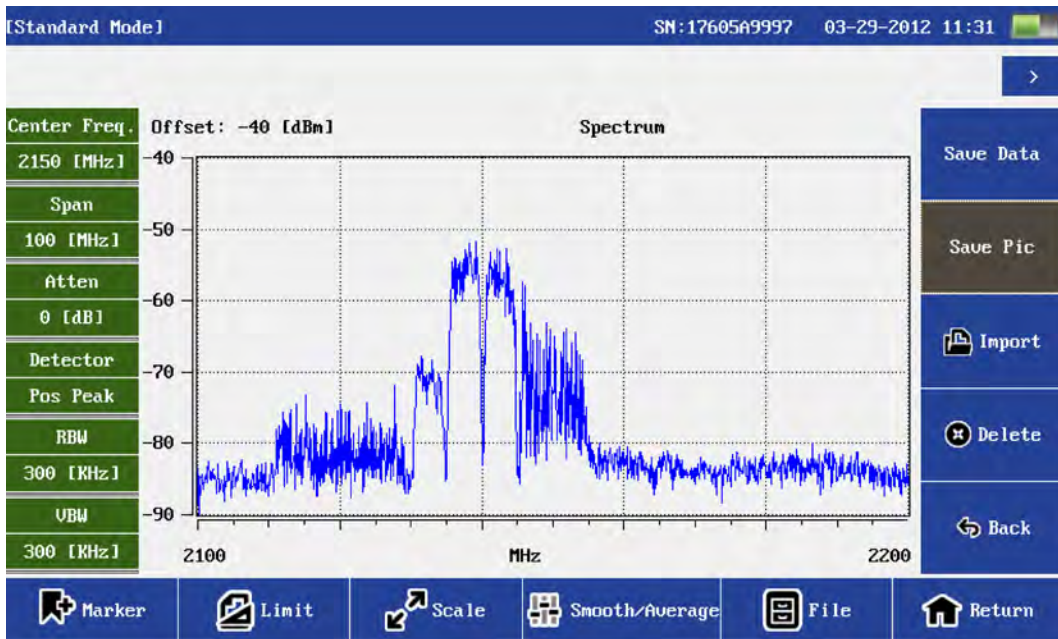 [Standard Mode] SN:17605A9997 03-29-2012 11:31
>
Center Freq.
2150 [MHz]
Span
100 [MHz]
Atten
0 [dB]
Detector
Pos Peak
RBW
300 [KHz]
VBW
300 [KHz]
Offset: -40 [dBm] Spectrum
-40
-50
-60
-70
-80
-90
2100 MHz 2200
Save Data
Save Pic
Import
Delete
Back
Marker Limit Scale Smooth/Average File Return